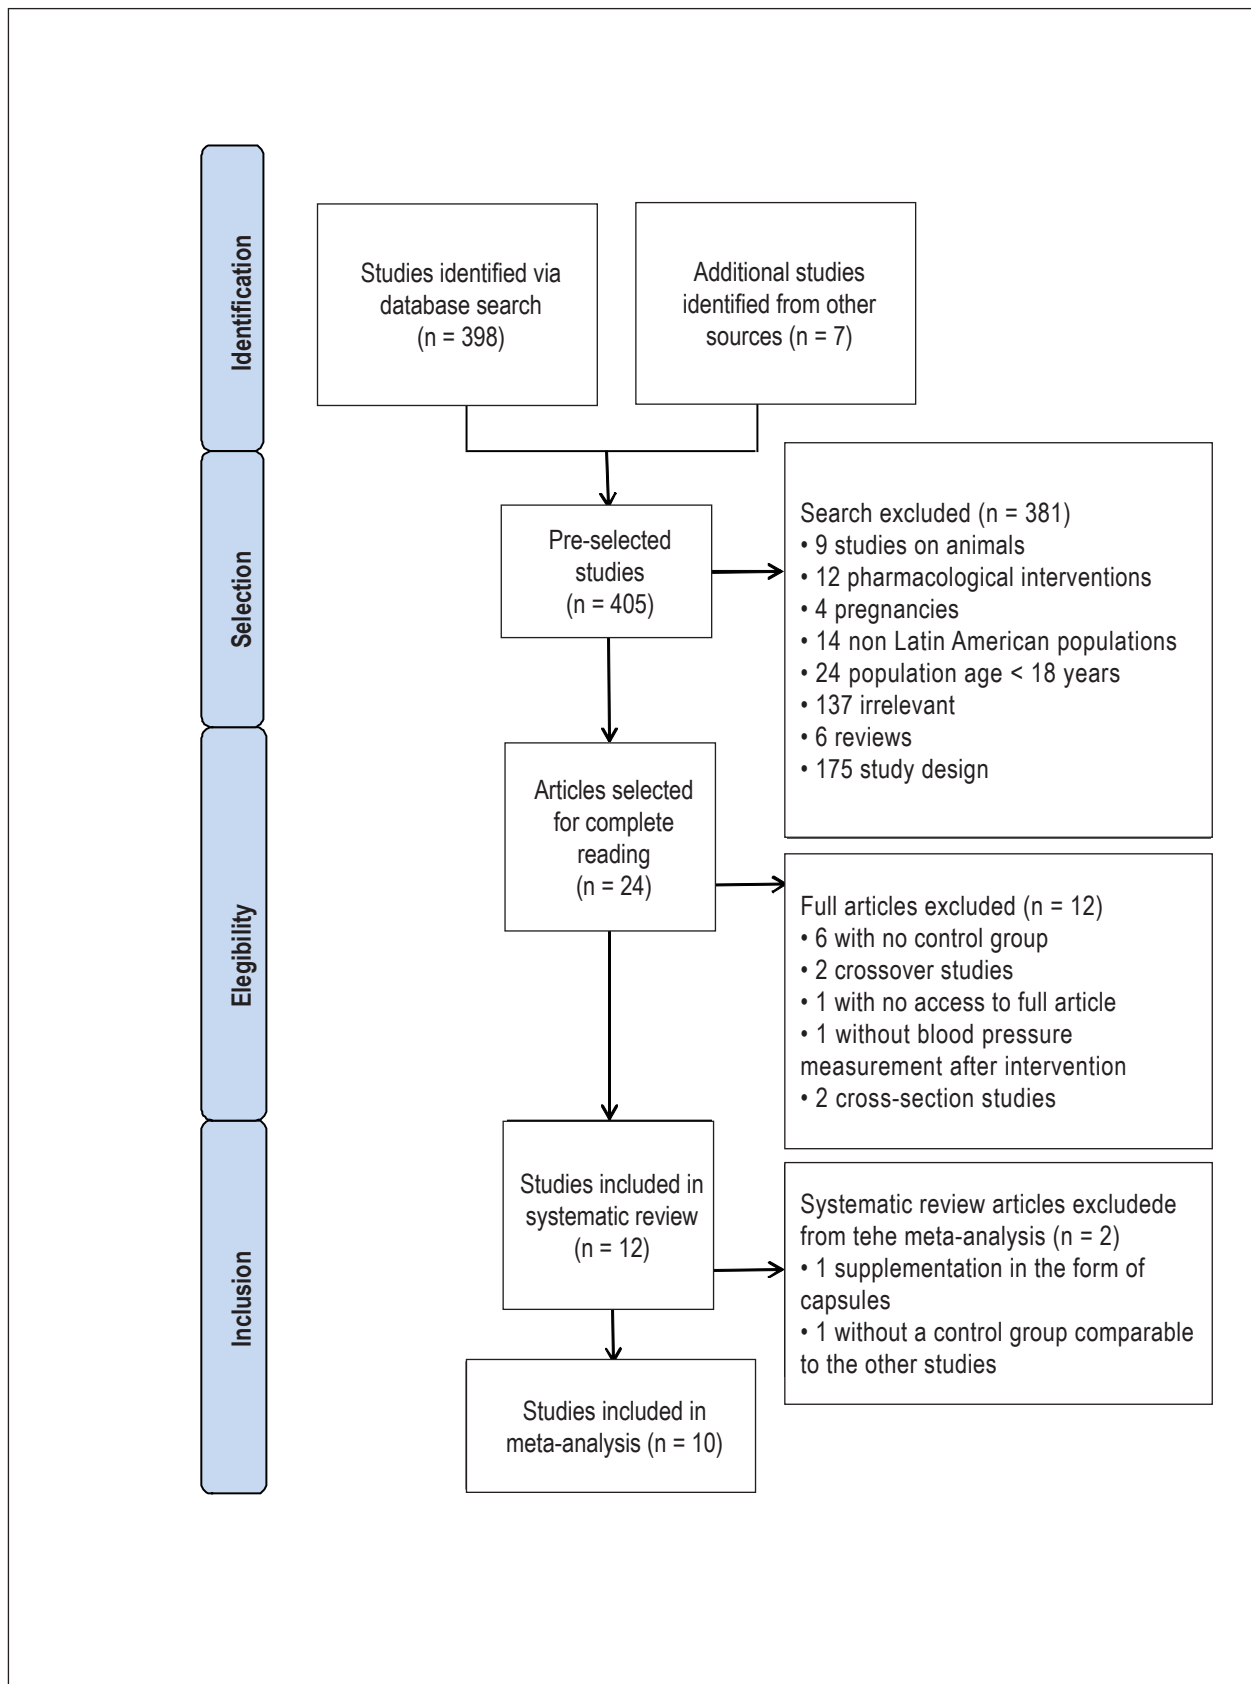 Identification
Studies identified via
database search
(n = 398)
Additional studies
identified from other
sources (n = 7)
Selection
Pre-selected
studies
(n = 405)
Search excluded (n = 381)
• 9 studies on animals
• 12 pharmacological interventions
• 4 pregnancies
• 14 non Latin American populations
• 24 population age < 18 years
• 137 irrelevant
• 6 reviews
• 175 study design
Elegibility
Articles selected
for complete
reading
(n = 24)
Full articles excluded (n = 12)
• 6 with no control group
• 2 crossover studies
• 1 with no access to full article
• 1 without blood pressure
measurement after intervention
• 2 cross-section studies
Inclusion
Studies included in
systematic review
(n = 12)
Systematic review articles excludede
from tehe meta-analysis (n = 2)
• 1 supplementation in the form of
capsules
• 1 without a control group comparable
to the other studies
Studies included in
meta-analysis (n = 10)